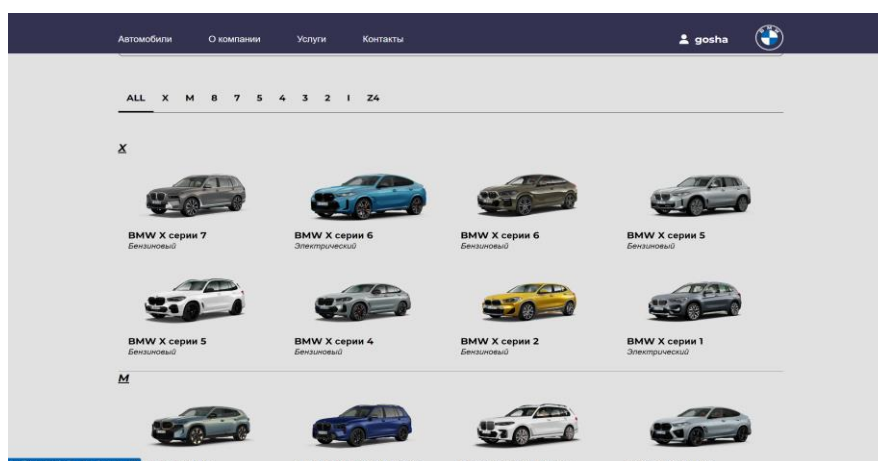 Автомобили О компании Услуги Контакты gosha
ALL X M 8 7 5 4 3 2 I Z4
X
BMW X серии 7 BMW X серии 6 BMW X серии 6 BMW X серии 5
Бензиновый Электрический Бензиновый Бензиновый
BMW X серии 5 BMW X серии 4 BMW X серии 2 BMW X серии 1
Бензиновый Бензиновый Бензиновый Электрический
M